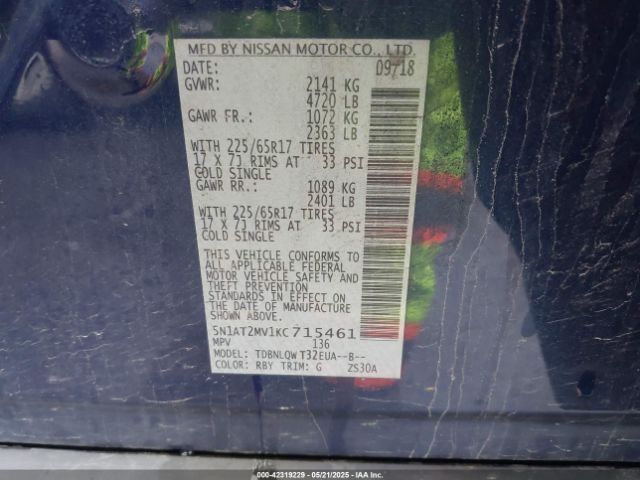 MFD BY NISSAN MOTOR CO., LTD.
DATE: 09/18
GVWR: 2141 KG
4720 LB
GAWR FR.: 1072 KG
2363 LB
WITH 225/65R17 TIRES
17 X 7J RIMS AT 33 PSI
COLD SINGLE
GAWR RR.: 1089 KG
2401 LB
WITH 225/65R17 TIRES
17 X 7J RIMS AT 33 PSI
COLD SINGLE
THIS VEHICLE CONFORMS TO
ALL APPLICABLE FEDERAL
MOTOR VEHICLE SAFETY AND
THEFT PREVENTION
STANDARDS IN EFFECT ON
THE DATE OF MANUFACTURE
SHOWN ABOVE.
5N1AT2MV1KC715461
MPV 136
MODEL: TDBNLQW T32EUA--B--
COLOR: RBY TRIM: G ZS30A
000-42319229 - 05/21/2025 - IAAI.COM